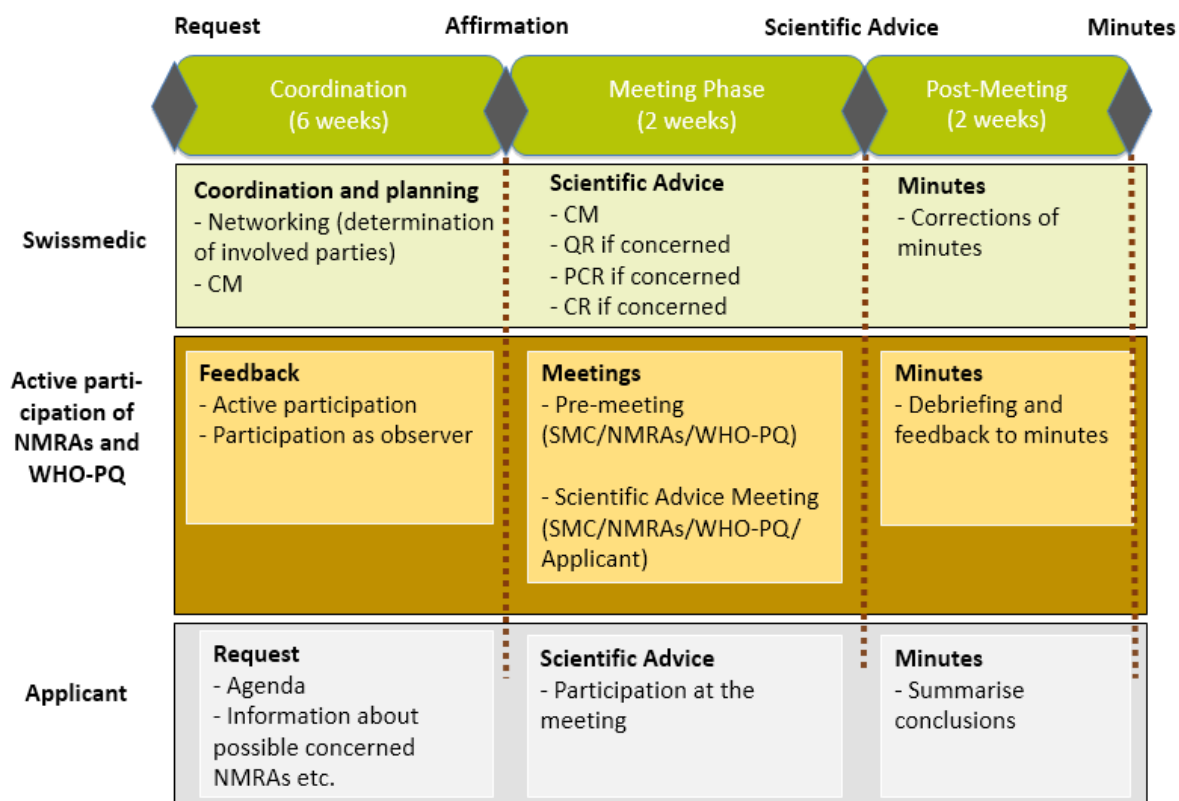 Request
Affirmation
Scientific Advice
Minutes
Coordination
(6 weeks)
Meeting Phase
(2 weeks)
Post-Meeting
(2 weeks)
Swissmedic
Coordination and planning
- Networking (determination
of involved parties)
- CM
Scientific Advice
- CM
- QR if concerned
- PCR if concerned
- CR if concerned
Minutes
- Corrections of
minutes
Active parti-
cipation of
NMRAs and
WHO-PQ
Feedback
- Active participation
- Participation as observer
Meetings
- Pre-meeting
(SMC/NMRAs/WHO-PQ)
- Scientific Advice Meeting
(SMC/NMRAs/WHO-PQ/
Applicant)
Minutes
- Debriefing and
feedback to minutes
Applicant
Request
- Agenda
- Information about
possible concerned
NMRAs etc.
Scientific Advice
- Participation at the
meeting
Minutes
- Summarise
conclusions